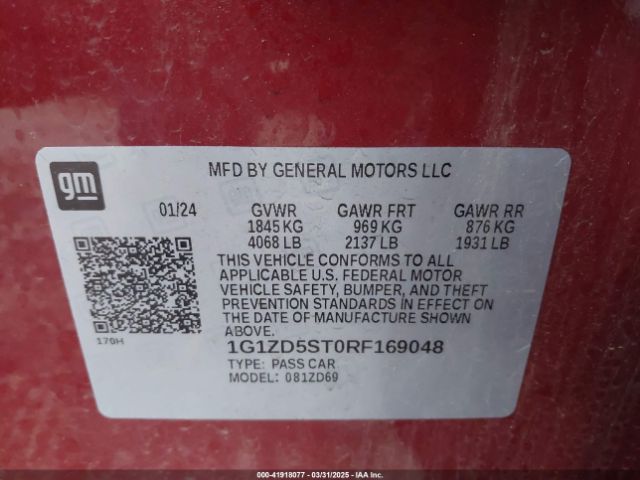 gm
MFD BY GENERAL MOTORS LLC
01/24 GVWR GAWR FRT GAWR RR
1845 KG 969 KG 876 KG
4068 LB 2137 LB 1931 LB
THIS VEHICLE CONFORMS TO ALL
APPLICABLE U.S. FEDERAL MOTOR
VEHICLE SAFETY, BUMPER, AND THEFT
PREVENTION STANDARDS IN EFFECT ON
THE DATE OF MANUFACTURE SHOWN
ABOVE.
170H
1G1ZD5ST0RF169048
TYPE: PASS CAR
MODEL: 081ZD69
000-41918077 - 03/31/2025 - IAA Inc.